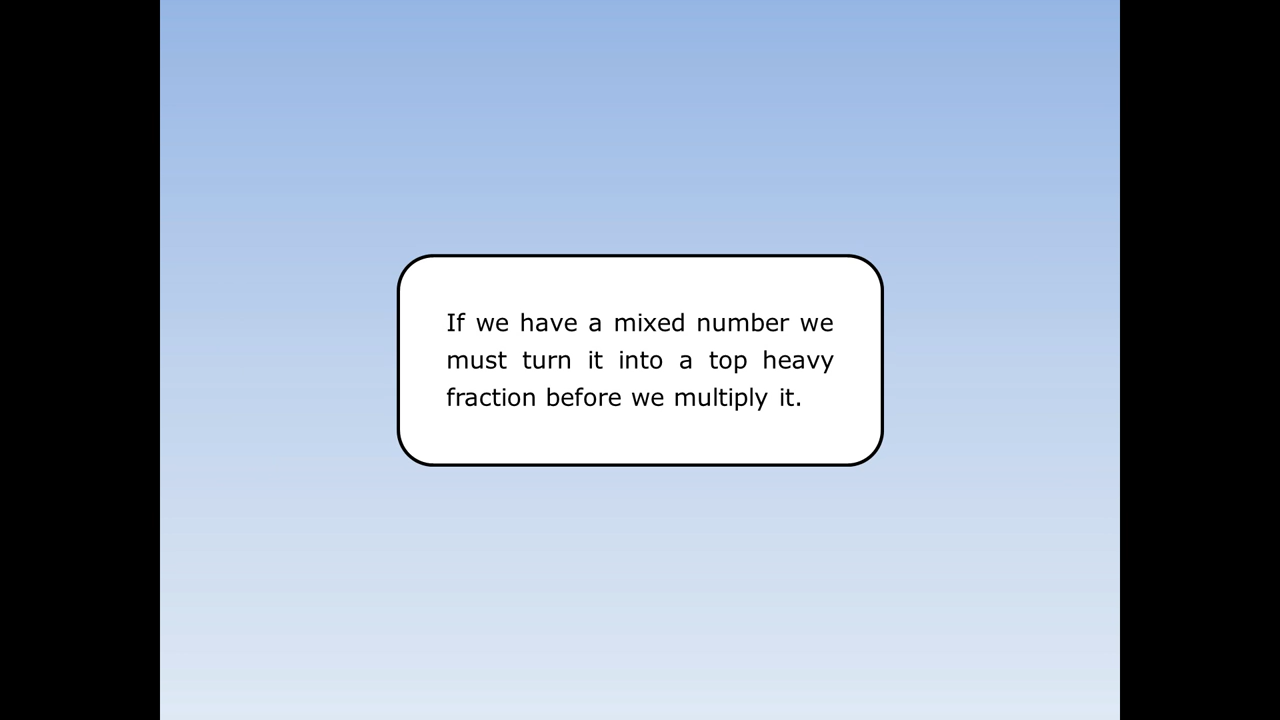 If we have a mixed number we
must turn it into a top heavy
fraction before we multiply it.